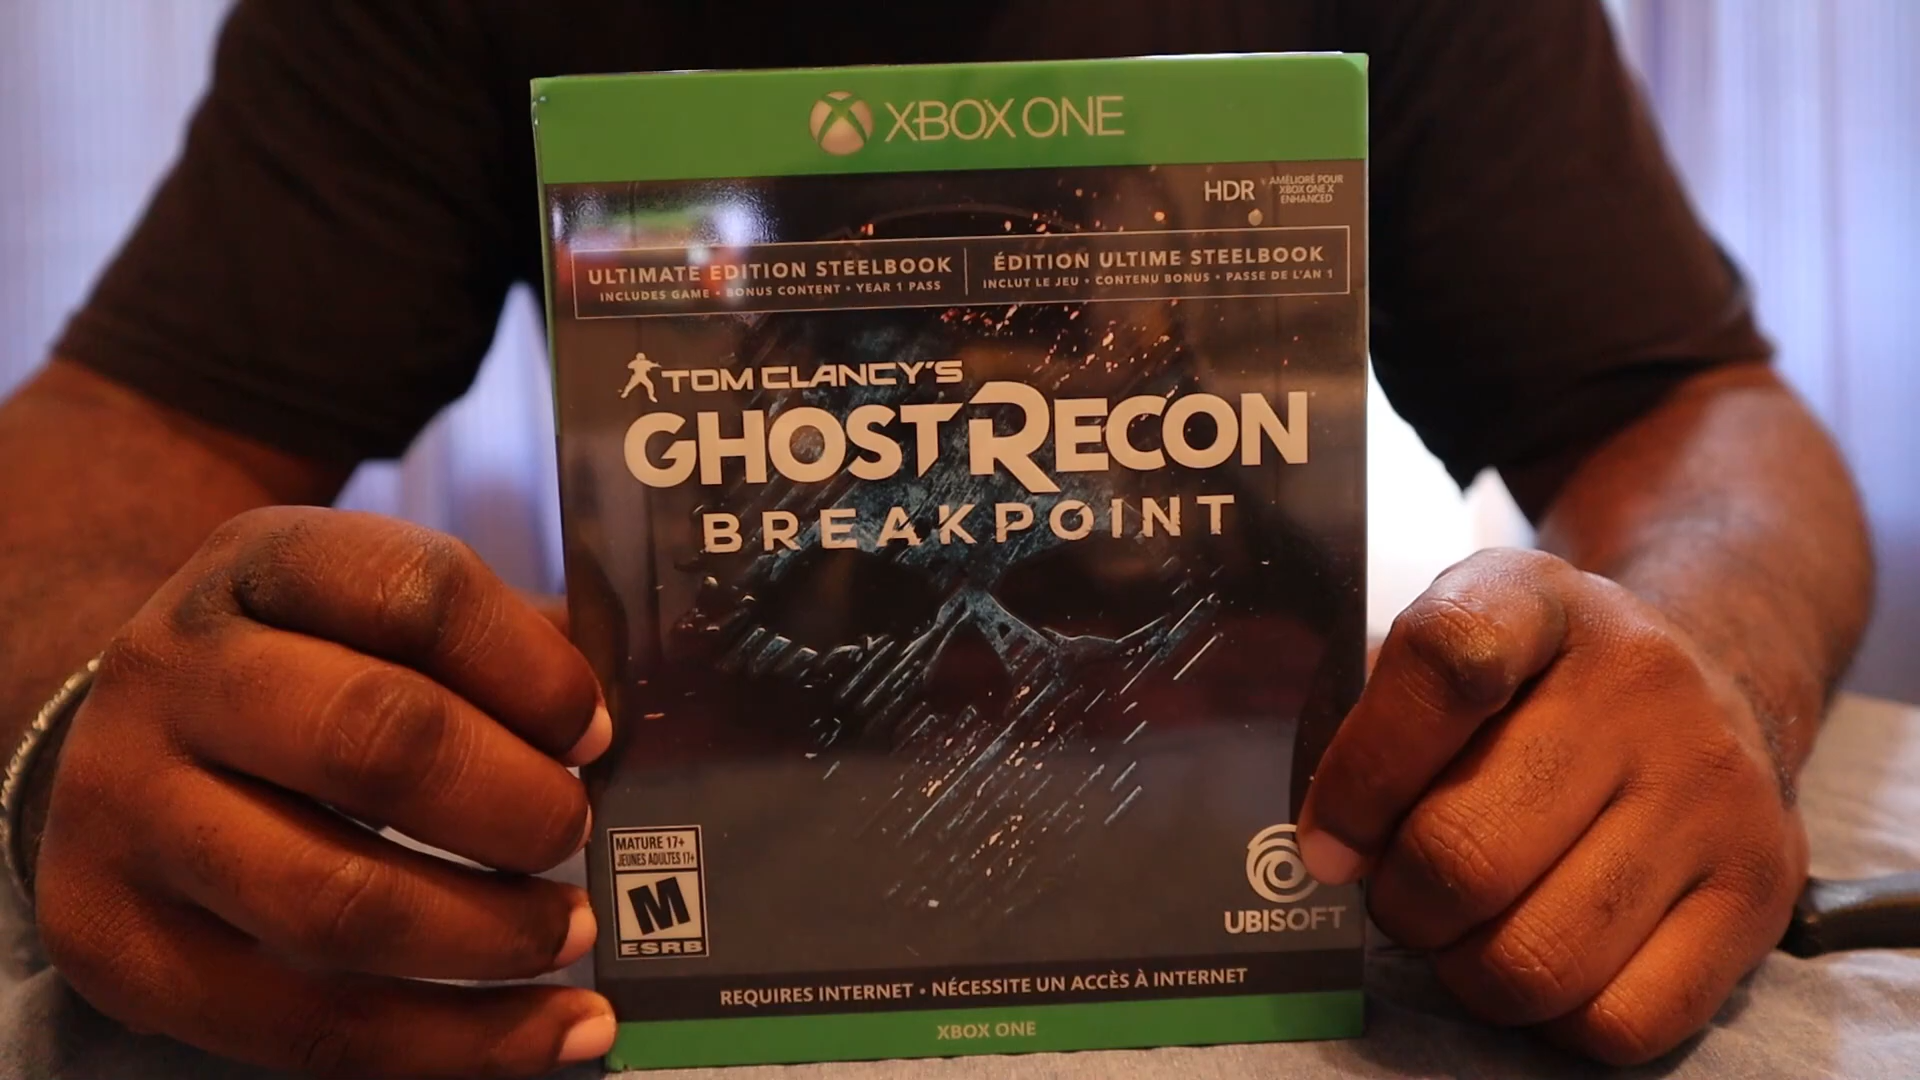 XBOX ONE
HDR
AMÉLIORÉ POUR
XBOX ONE X
ENHANCED
ULTIMATE EDITION STEELBOOK
INCLUDES GAME • BONUS CONTENT • YEAR 1 PASS
ÉDITION ULTIME STEELBOOK
INCLUT LE JEU • CONTENU BONUS • PASSE DE L'AN 1
TOM CLANCY'S
GHOST RECON
BREAKPOINT
MATURE 17+
JEUNES ADULTES 17+
M
ESRB
UBISOFT
REQUIRES INTERNET • NÉCESSITE UN ACCÈS À INTERNET
XBOX ONE